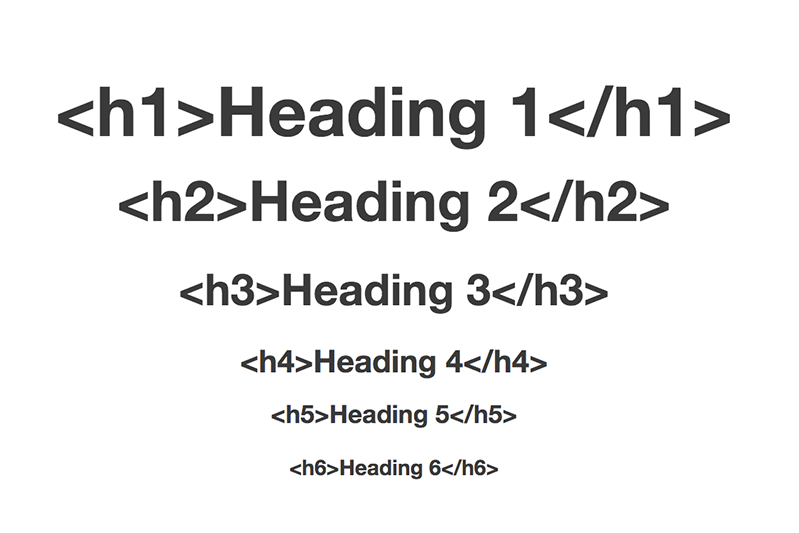 <h1>Heading 1</h1>
<h2>Heading 2</h2>
<h3>Heading 3</h3>
<h4>Heading 4</h4>
<h5>Heading 5</h5>
<h6>Heading 6</h6>